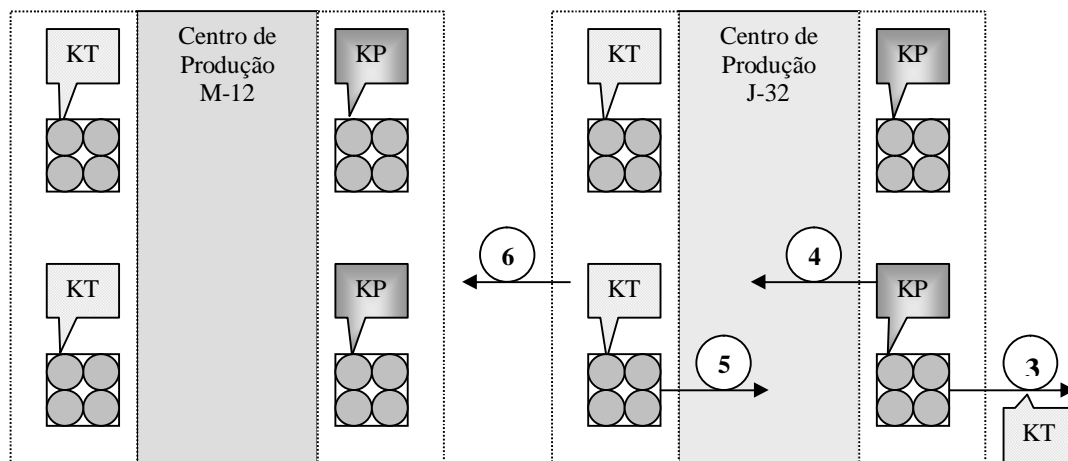 KT
Centro de
Produção
M-12
KP
KT
Centro de
Produção
J-32
KP
6
4
KT
KP
KT
KP
5
3
KT